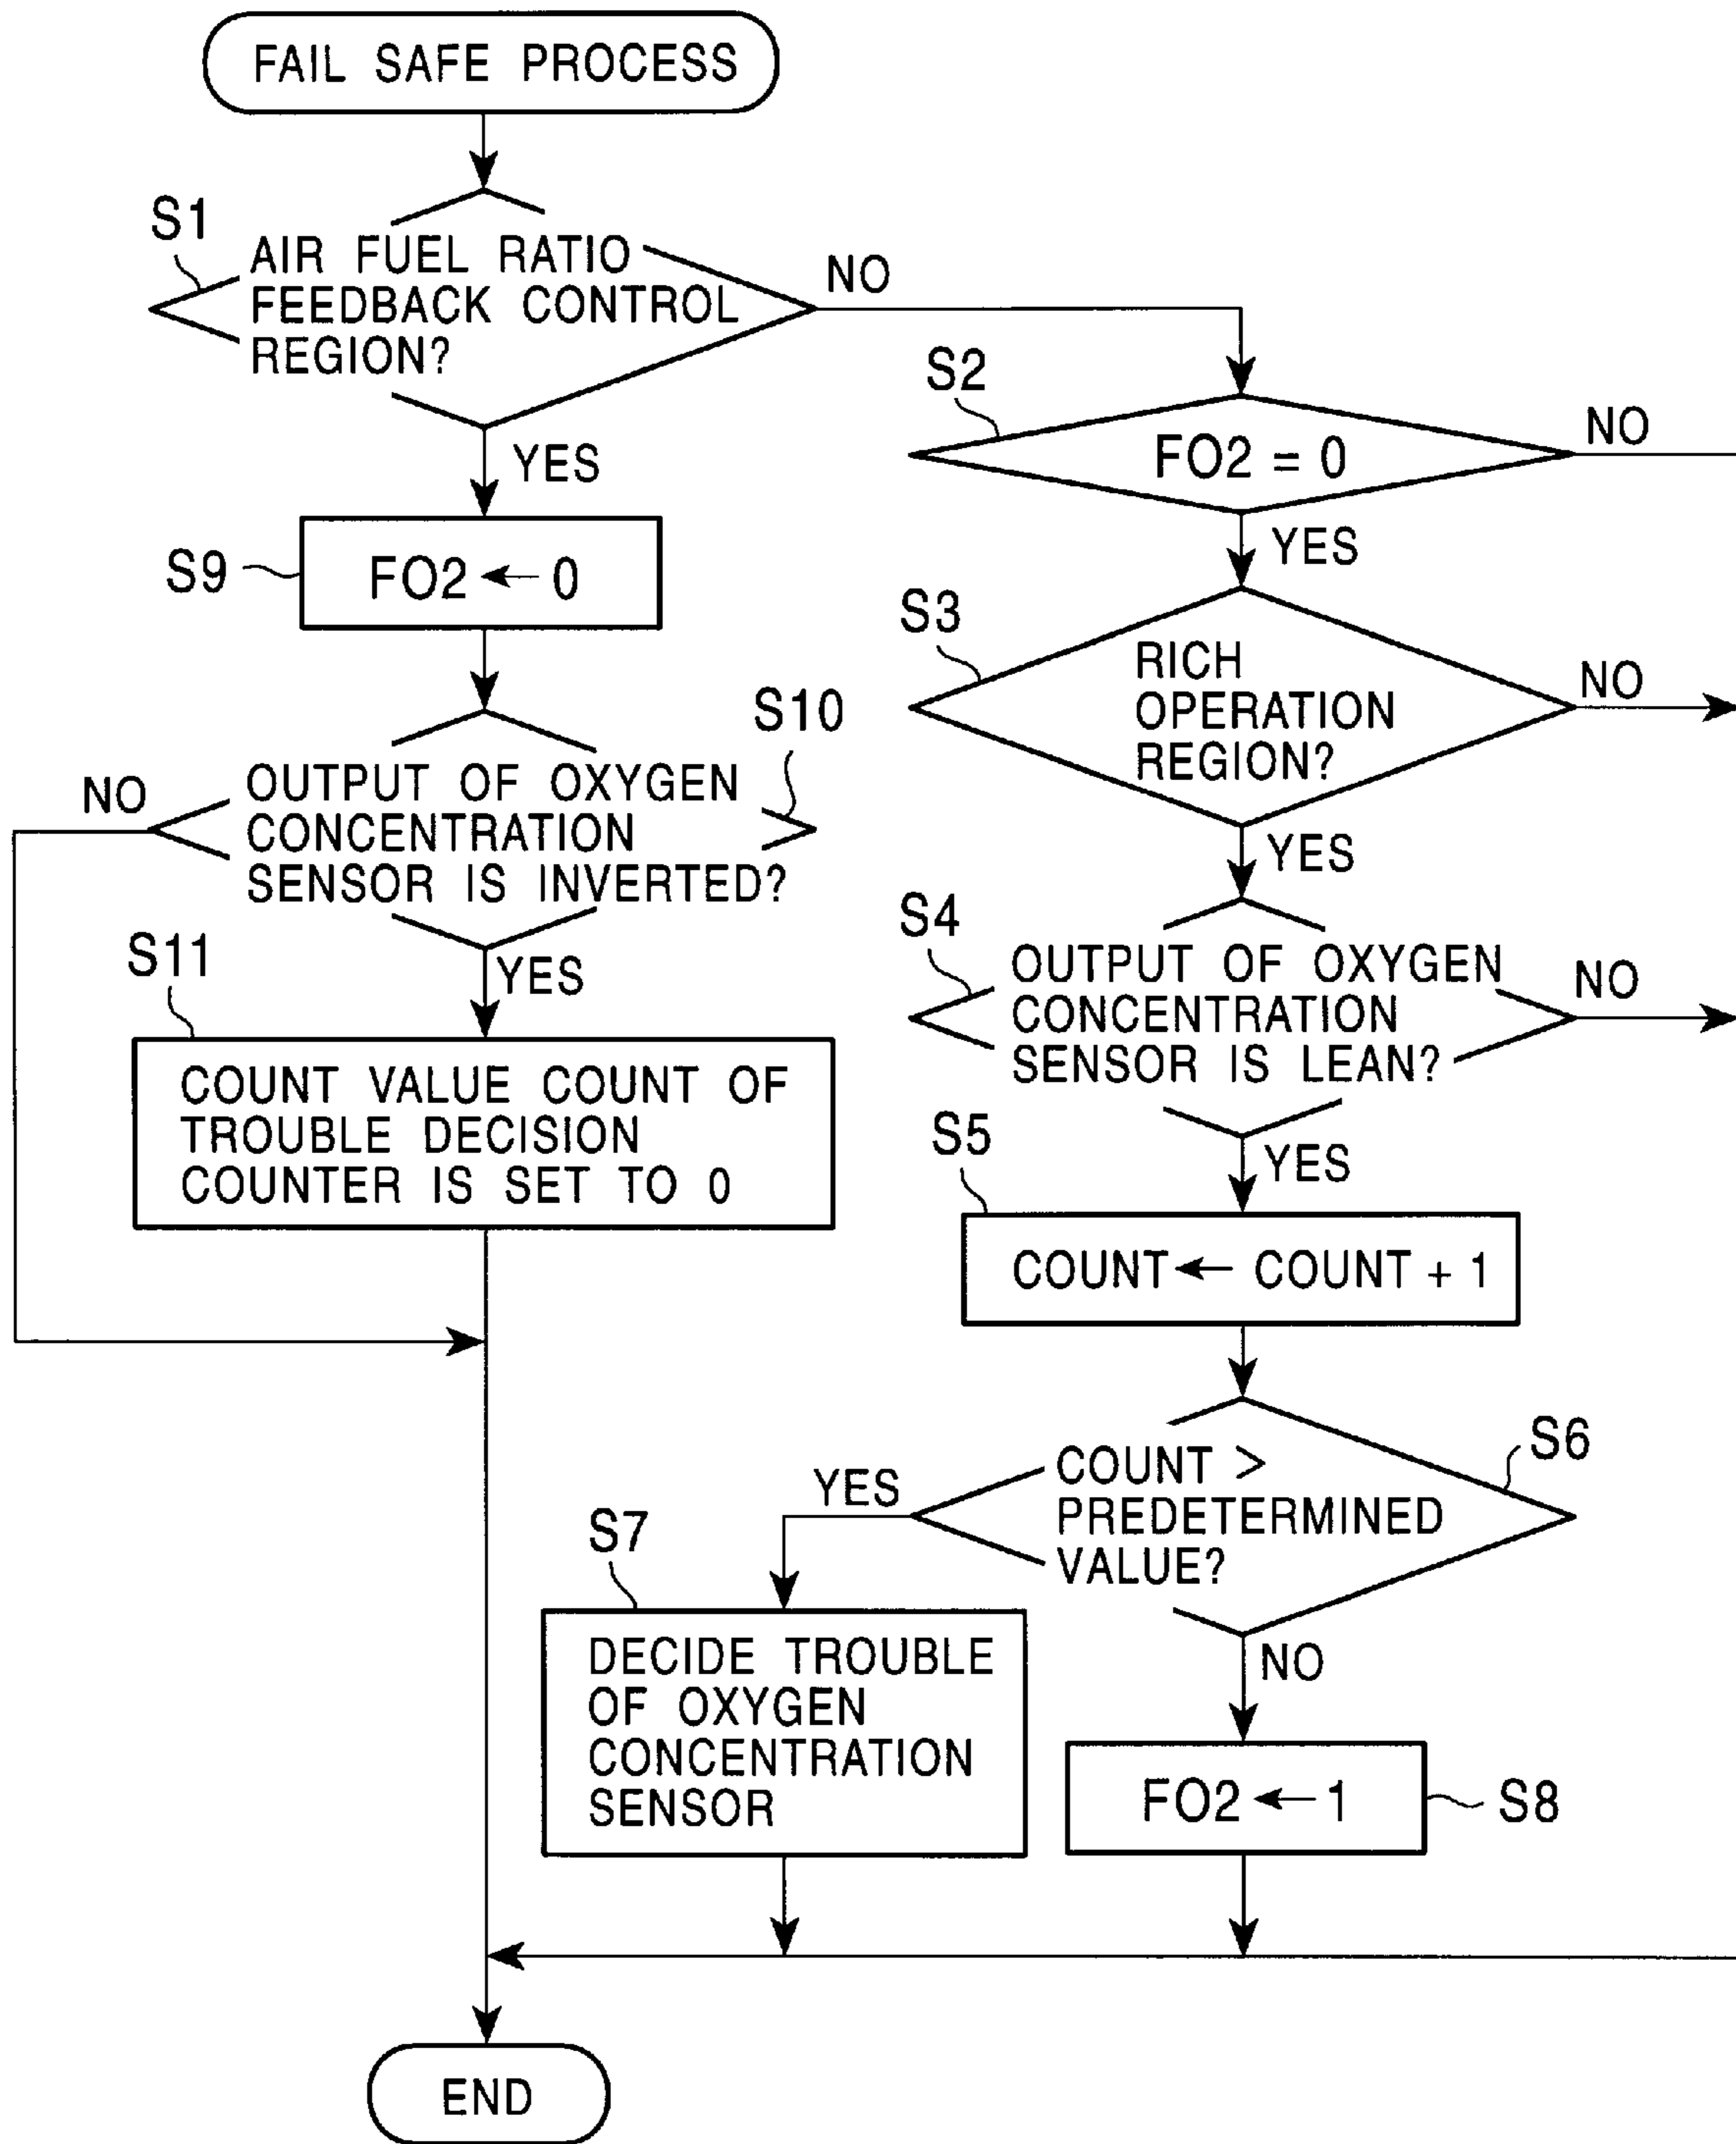 FAIL SAFE PROCESS
S1
AIR FUEL RATIO
FEEDBACK CONTROL
REGION?
NO
YES
S2
FO2 = 0
NO
YES
S9
FO2 ← 0
S3
RICH
OPERATION
REGION?
NO
YES
S10
OUTPUT OF OXYGEN
CONCENTRATION
SENSOR IS INVERTED?
NO
YES
S4
OUTPUT OF OXYGEN
CONCENTRATION
SENSOR IS LEAN?
NO
YES
S11
COUNT VALUE COUNT OF
TROUBLE DECISION
COUNTER IS SET TO 0
S5
COUNT ← COUNT + 1
S6
COUNT >
PREDETERMINED
VALUE?
YES
NO
S7
DECIDE TROUBLE
OF OXYGEN
CONCENTRATION
SENSOR
FO2 ← 1
S8
END